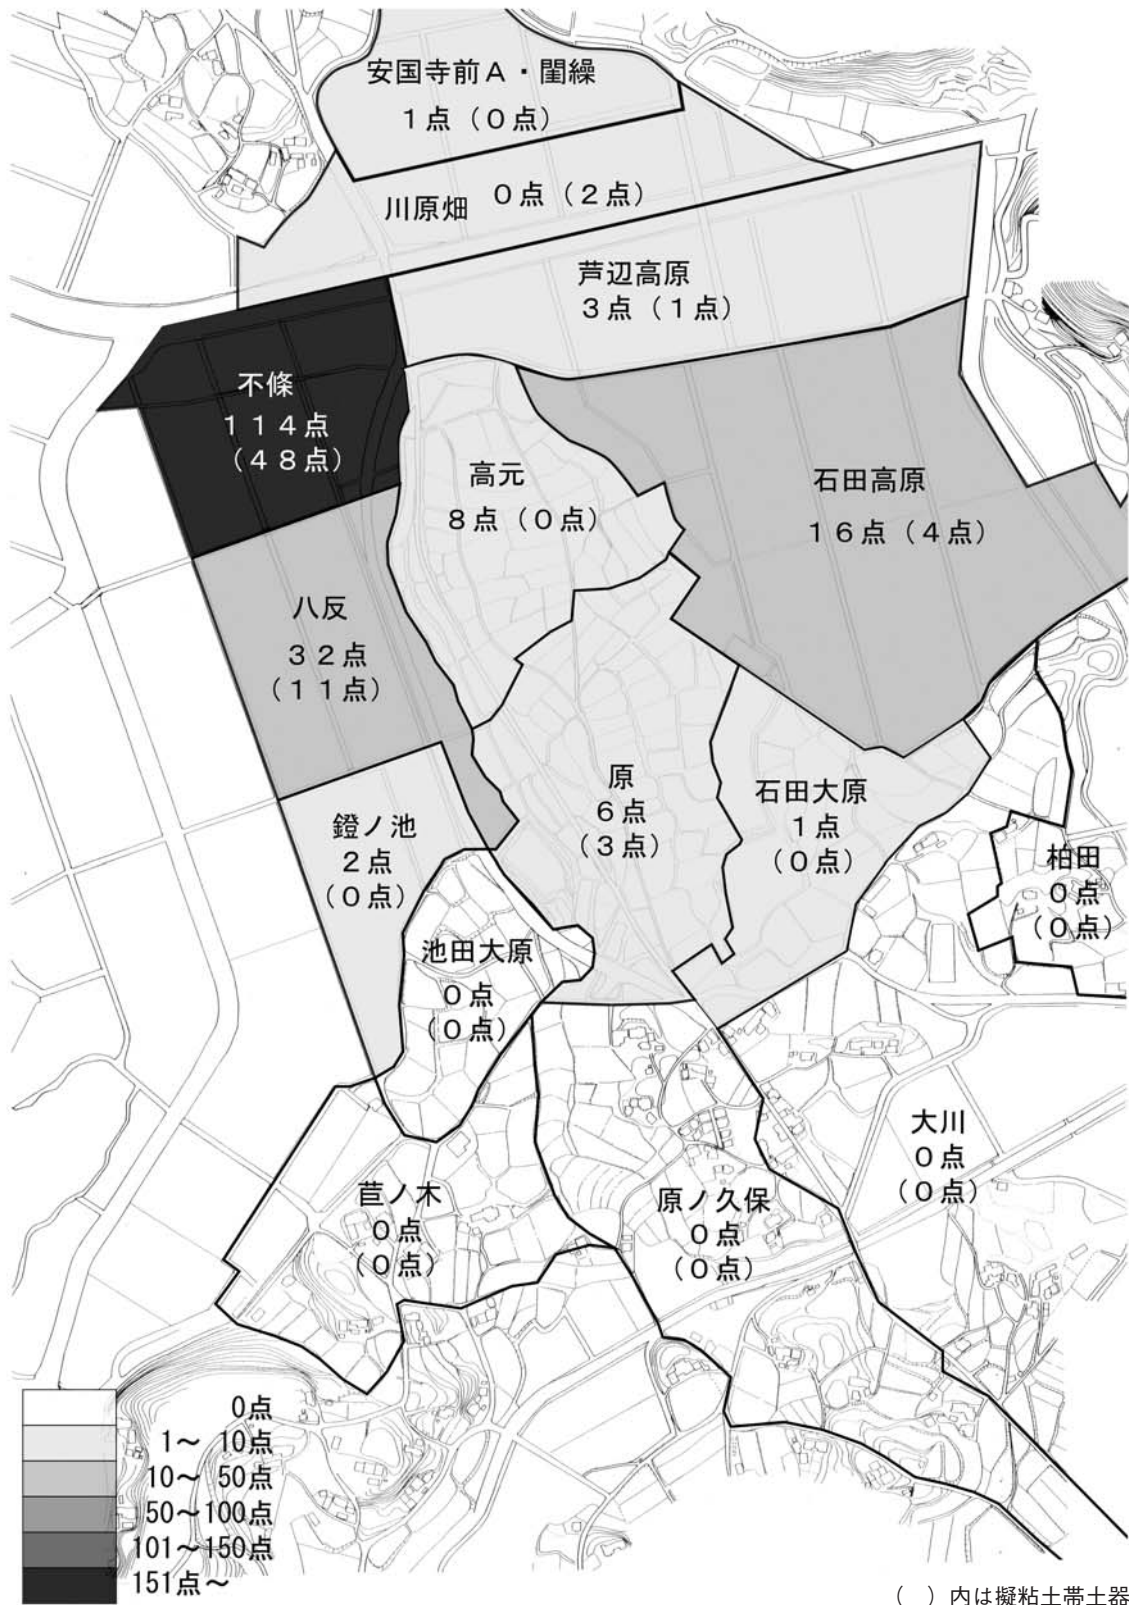 安国寺前Ａ・閨繰
１点（０点）
川原畑 ０点（２点）
芦辺高原
３点（１点）
不條
１１４点
（４８点）
高元
８点（０点）
石田高原
１６点（４点）
八反
３２点
（１１点）
原
６点
（３点）
石田大原
１点
（０点）
鐙ノ池
２点
（０点）
柏田
０点
（０点）
池田大原
０点
（０点）
大川
０点
（０点）
苣ノ木
０点
（０点）
原ノ久保
０点
（０点）
0点
1～ 10点
10～ 50点
50～100点
101～150点
151点～
（　）内は擬粘土帯土器